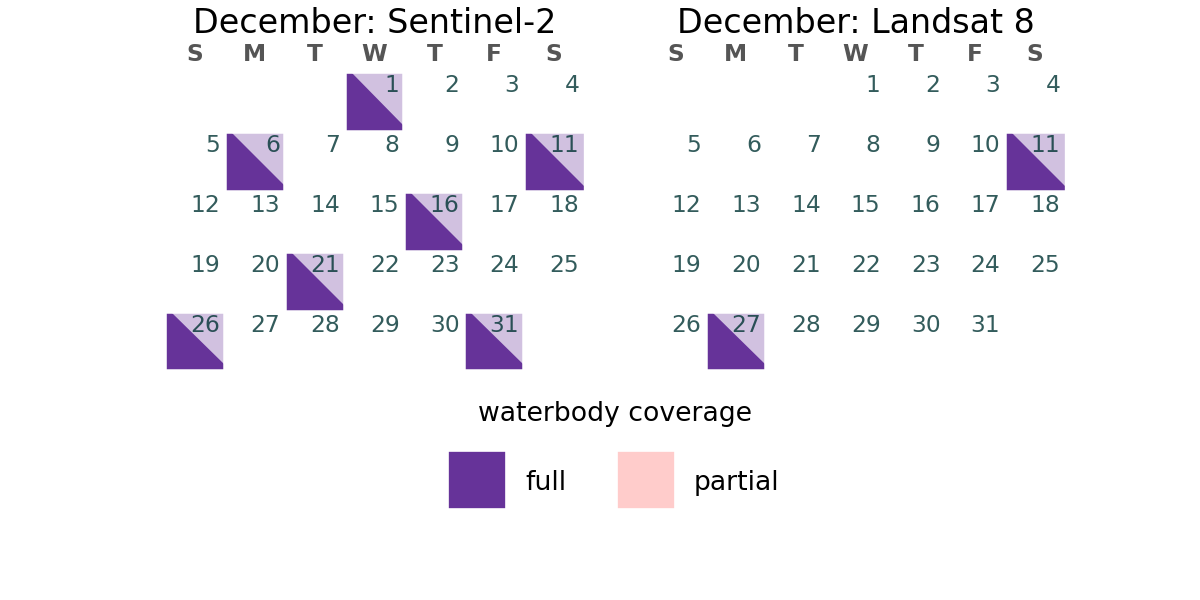 December: Sentinel-2
S M T W T F S
1 2 3 4
5 6 7 8 9 10 11
12 13 14 15 16 17 18
19 20 21 22 23 24 25
26 27 28 29 30 31
December: Landsat 8
S M T W T F S
1 2 3 4
5 6 7 8 9 10 11
12 13 14 15 16 17 18
19 20 21 22 23 24 25
26 27 28 29 30 31
waterbody coverage
full
partial